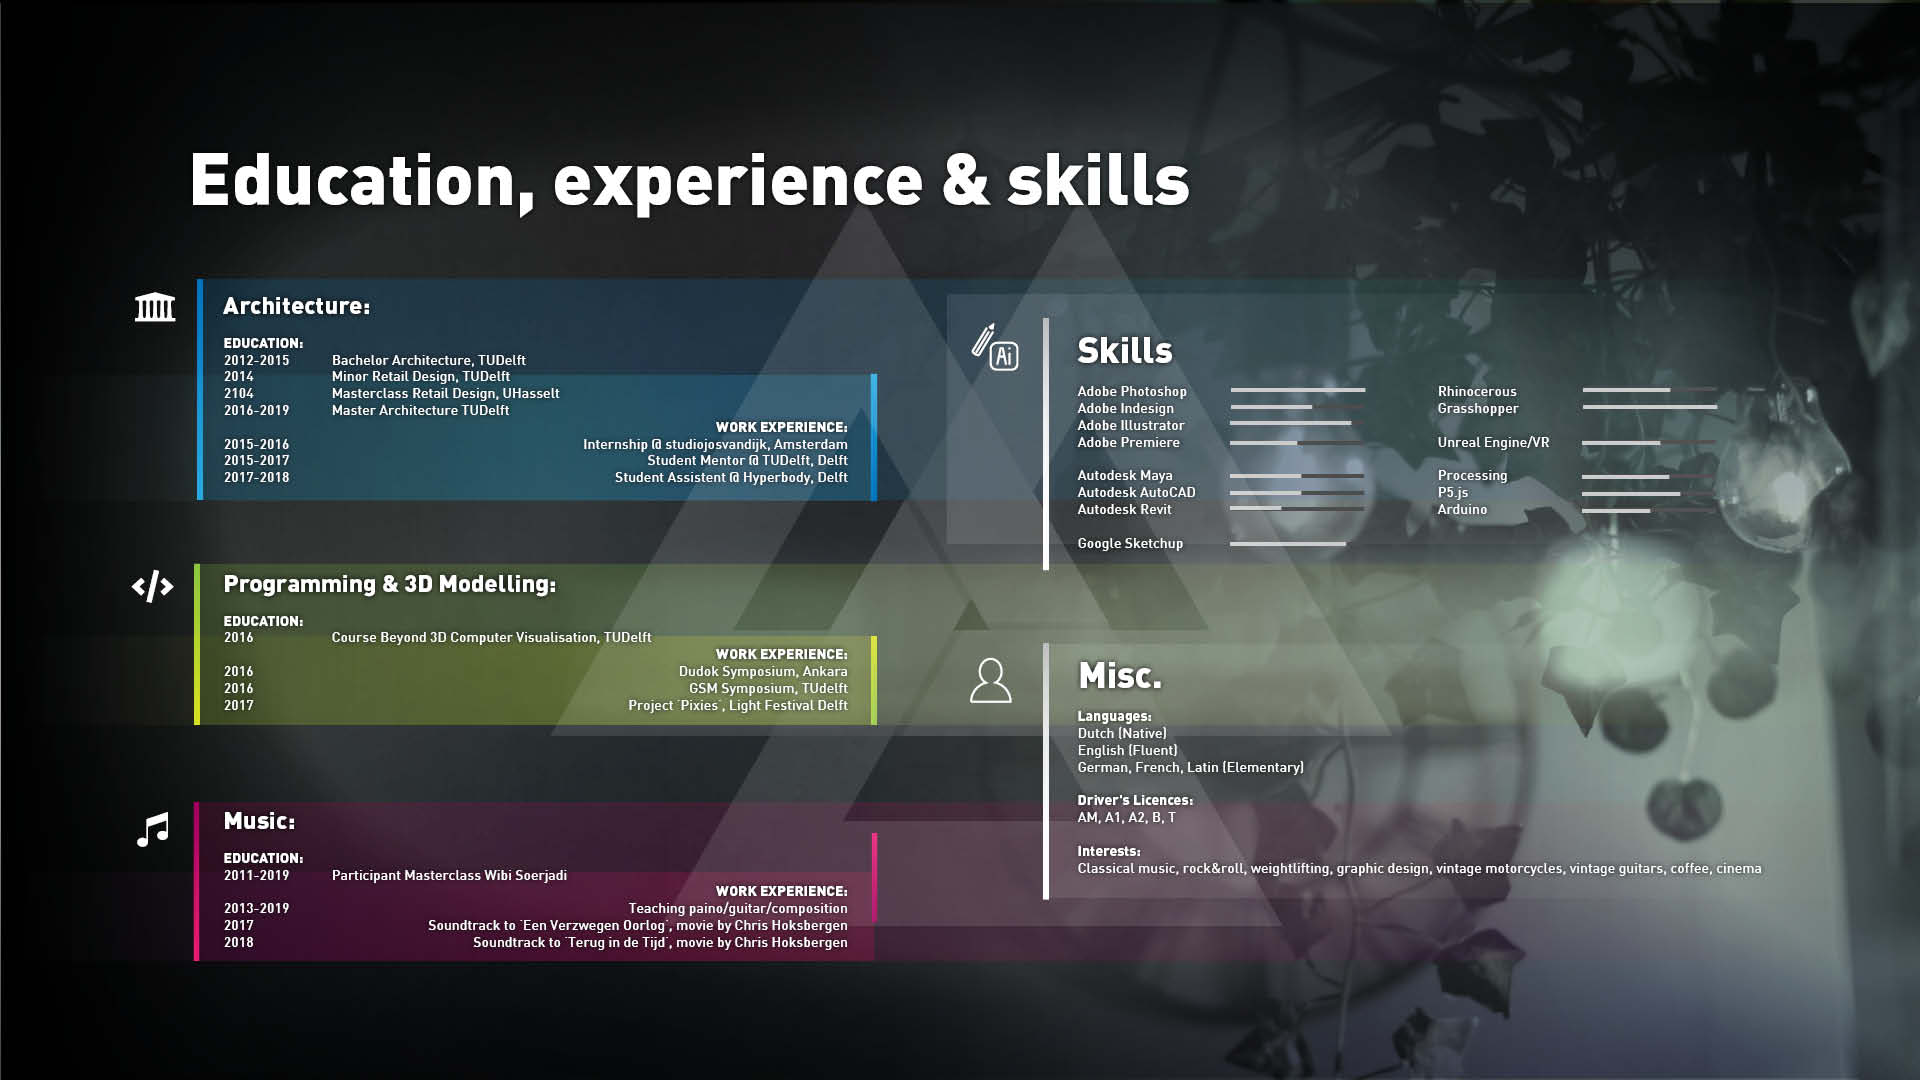 Education, experience & skills
Architecture:
EDUCATION:
2012-2015 Bachelor Architecture, TUDelft
2014 Minor Retail Design, TUDelft
2104 Masterclass Retail Design, UHasselt
2016-2019 Master Architecture TUDelft
WORK EXPERIENCE:
2015-2016 Internship @ studiojosvandijk, Amsterdam
2015-2017 Student Mentor @ TUDelft, Delft
2017-2018 Student Assistent @ Hyperbody, Delft
Programming & 3D Modelling:
EDUCATION:
2016 Course Beyond 3D Computer Visualisation, TUDelft
WORK EXPERIENCE:
2016 Dudok Symposium, Ankara
2016 GSM Symposium, TUdelft
2017 Project ´Pixies´, Light Festival Delft
Music:
EDUCATION:
2011-2019 Participant Masterclass Wibi Soerjadi
WORK EXPERIENCE:
2013-2019 Teaching paino/guitar/composition
2017 Soundtrack to ´Een Verzwegen Oorlog´, movie by Chris Hoksbergen
2018 Soundtrack to ´Terug in de Tijd´, movie by Chris Hoksbergen
Ai
Skills
Adobe Photoshop
Adobe Indesign
Adobe Illustrator
Adobe Premiere
Autodesk Maya
Autodesk AutoCAD
Autodesk Revit
Google Sketchup
Rhinocerous
Grasshopper
Unreal Engine/VR
Processing
P5.js
Arduino
Misc.
Languages:
Dutch (Native)
English (Fluent)
German, French, Latin (Elementary)
Driver's Licences:
AM, A1, A2, B, T
Interests:
Classical music, rock&roll, weightlifting, graphic design, vintage motorcycles, vintage guitars, coffee, cinema